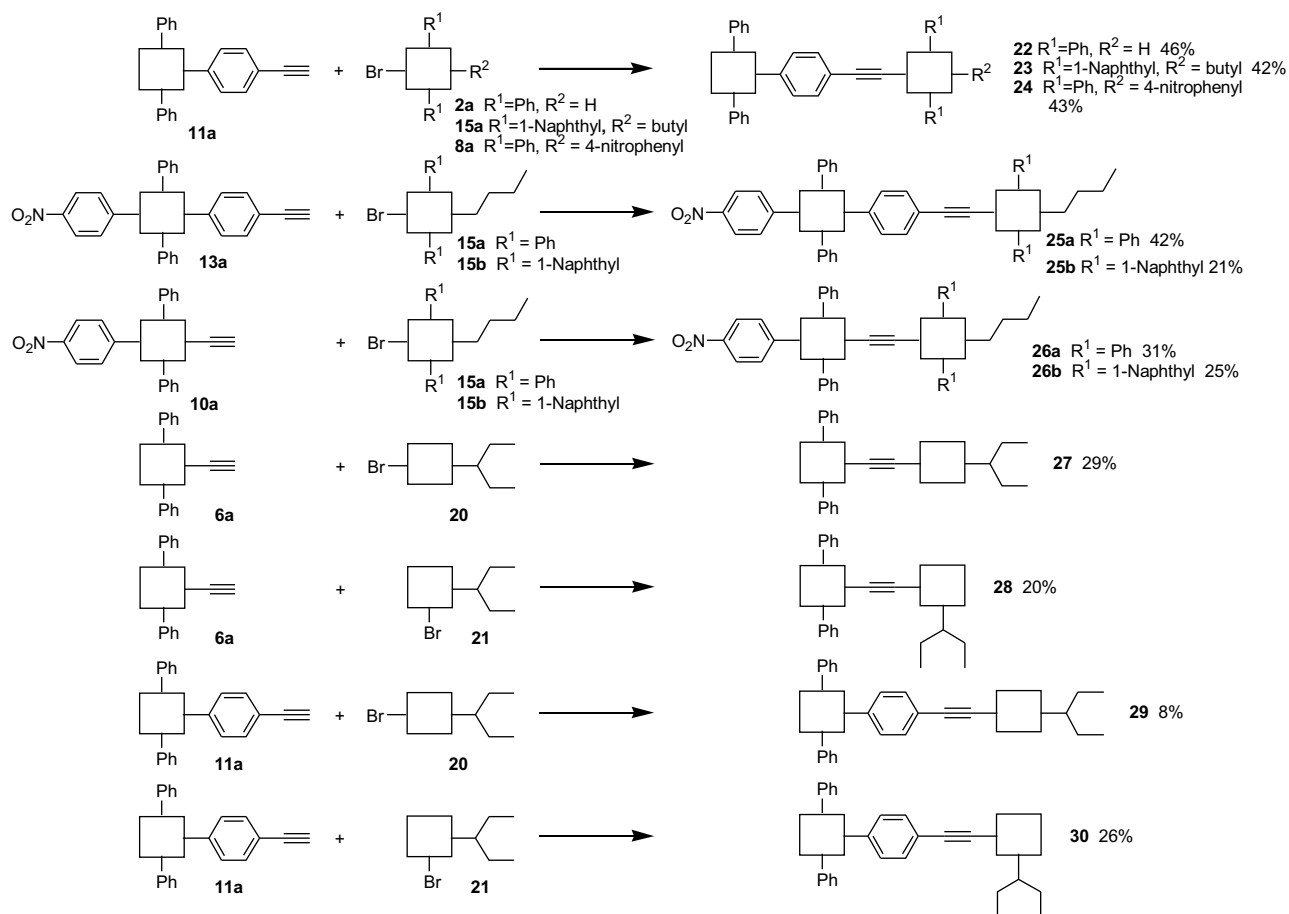 Ph
Ph
11a
+
Br
R1
R2
R1
2a R1=Ph, R2 = H
15a R1=1-Naphthyl, R2 = butyl
8a R1=Ph, R2 = 4-nitrophenyl
Ph
Ph
R1
R2
R1
22 R1=Ph, R2 = H 46%
23 R1=1-Naphthyl, R2 = butyl 42%
24 R1=Ph, R2 = 4-nitrophenyl
43%
O2N
Ph
Ph
13a
+
Br
R1
R1
15a R1 = Ph
15b R1 = 1-Naphthyl
O2N
Ph
Ph
R1
R1
25a R1 = Ph 42%
25b R1 = 1-Naphthyl 21%
O2N
Ph
Ph
10a
+
Br
R1
R1
15a R1 = Ph
15b R1 = 1-Naphthyl
O2N
Ph
Ph
R1
R1
26a R1 = Ph 31%
26b R1 = 1-Naphthyl 25%
Ph
Ph
6a
+
Br
20
Ph
Ph
27 29%
Ph
Ph
6a
+
Br
21
Ph
Ph
28 20%
Ph
Ph
11a
+
Br
20
Ph
Ph
29 8%
Ph
Ph
11a
+
Br
21
Ph
Ph
30 26%